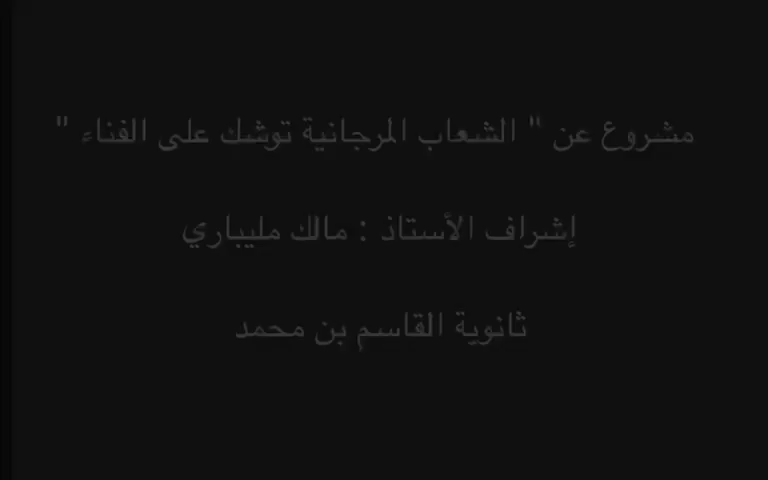 مشروع عن " الشعاب المرجانية توشك على الفناء "
إشراف الأستاذ : مالك مليباري
ثانوية القاسم بن محمد